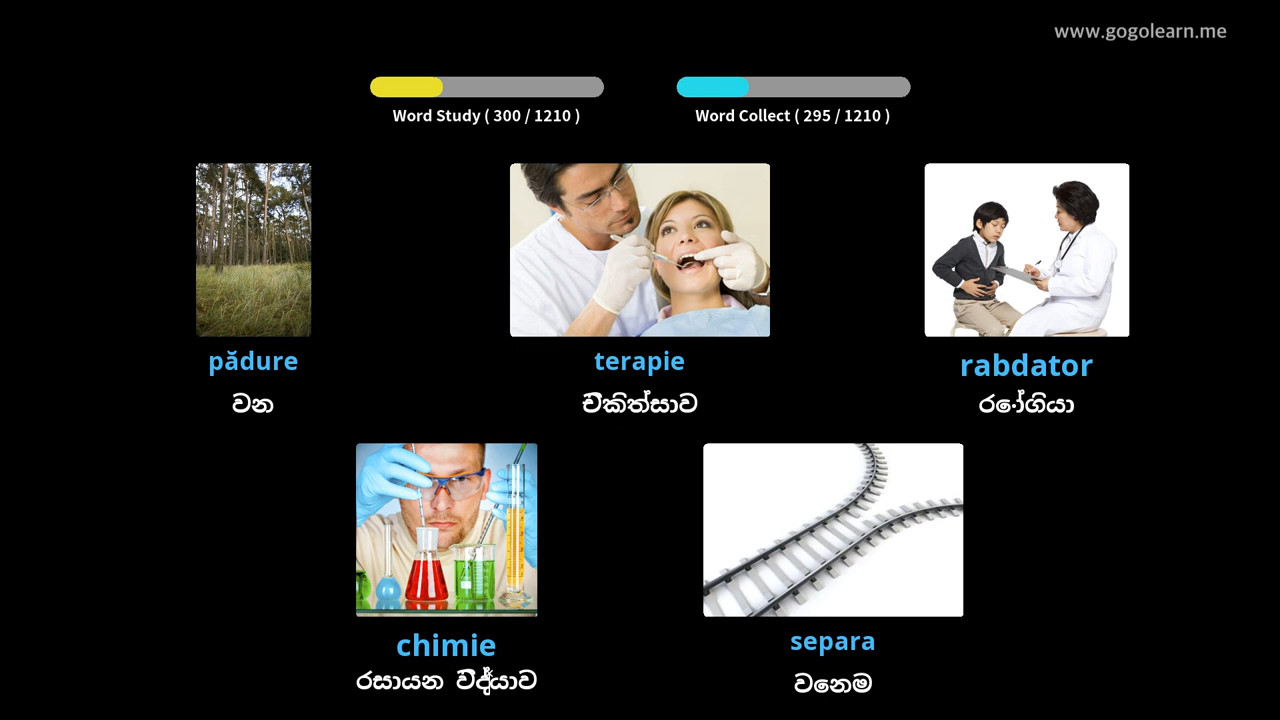 www.gogolearn.me
Word Study ( 300 / 1210 )
Word Collect ( 295 / 1210 )
pădure
වන
terapie
චිකිත්සාව
rabdator
රෝගියා
chimie
රසායන විද්‍යාව
separa
වනෙම